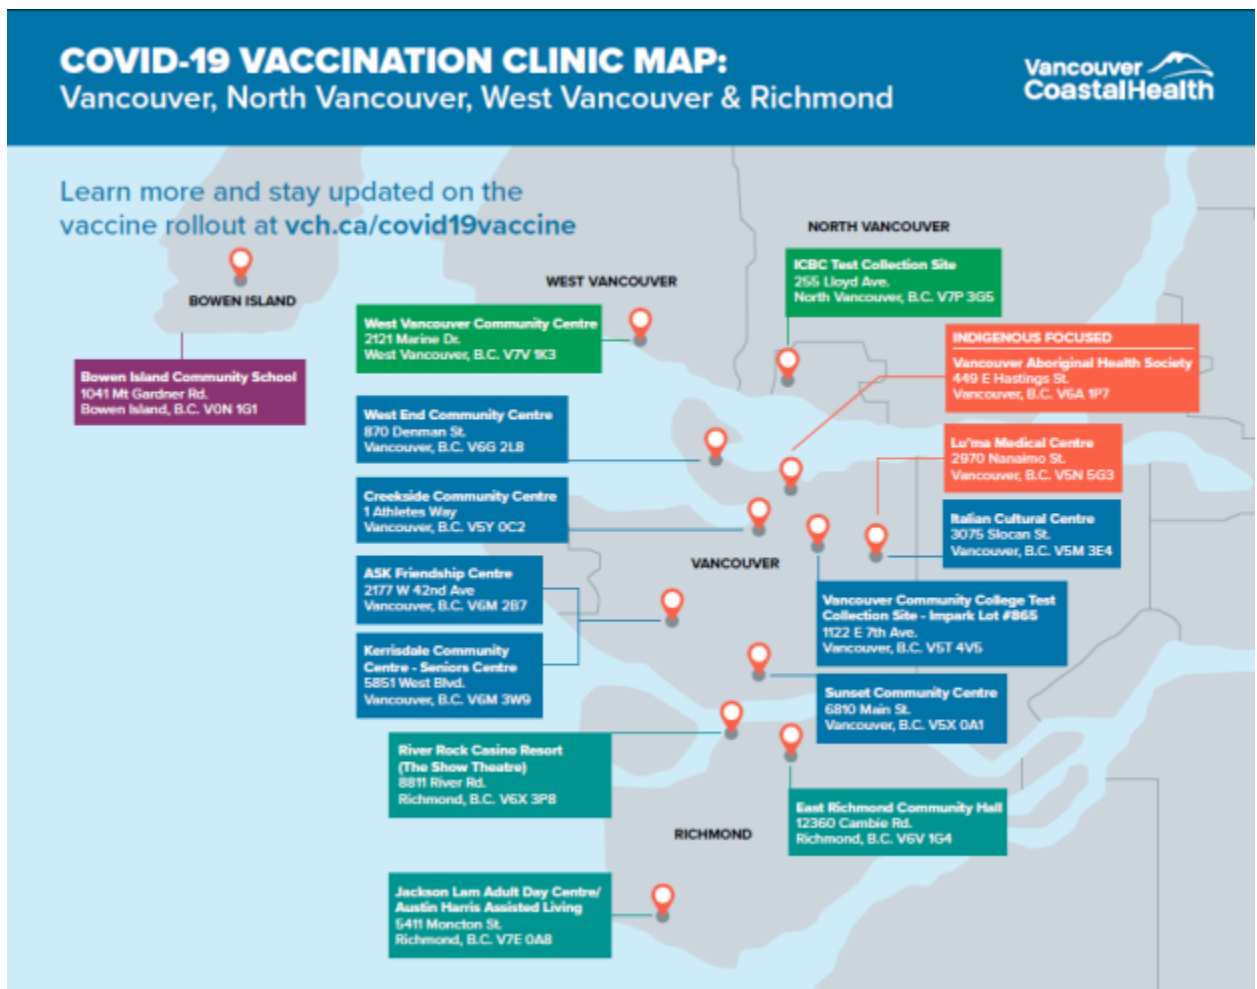 COVID-19 VACCINATION CLINIC MAP:
Vancouver, North Vancouver, West Vancouver & Richmond
Vancouver
CoastalHealth
Learn more and stay updated on the
vaccine rollout at vch.ca/covid19vaccine
BOWEN ISLAND
Bowen Island Community School
1041 Mt Gardner Rd.
Bowen Island, B.C. V0N 1G1
WEST VANCOUVER
West Vancouver Community Centre
2121 Marine Dr.
West Vancouver, B.C. V7V 1K3
NORTH VANCOUVER
ICBC Test Collection Site
255 Lloyd Ave.
North Vancouver, B.C. V7P 3G5
INDIGENOUS FOCUSED
Vancouver Aboriginal Health Society
449 E Hastings St.
Vancouver, B.C. V6A 1P7
West End Community Centre
870 Denman St.
Vancouver, B.C. V6G 2L8
Lu'ma Medical Centre
2970 Nanaimo St.
Vancouver, B.C. V5N 5G3
Creekside Community Centre
1 Athletes Way
Vancouver, B.C. V5Y 0C2
Italian Cultural Centre
3075 Slocan St.
Vancouver, B.C. V5M 3E4
VANCOUVER
ASK Friendship Centre
2177 W 42nd Ave
Vancouver, B.C. V6M 2B7
Vancouver Community College Test
Collection Site - Impark Lot #865
1122 E 7th Ave.
Vancouver, B.C. V5T 4V5
Kerrisdale Community
Centre - Seniors Centre
5851 West Blvd.
Vancouver, B.C. V6M 3W9
Sunset Community Centre
6810 Main St.
Vancouver, B.C. V5X 0A1
River Rock Casino Resort
(The Show Theatre)
8811 River Rd.
Richmond, B.C. V6X 3P8
East Richmond Community Hall
12360 Cambie Rd.
Richmond, B.C. V6V 1G4
RICHMOND
Jackson Lam Adult Day Centre/
Austin Harris Assisted Living
5411 Moncton St.
Richmond, B.C. V7E 0A8